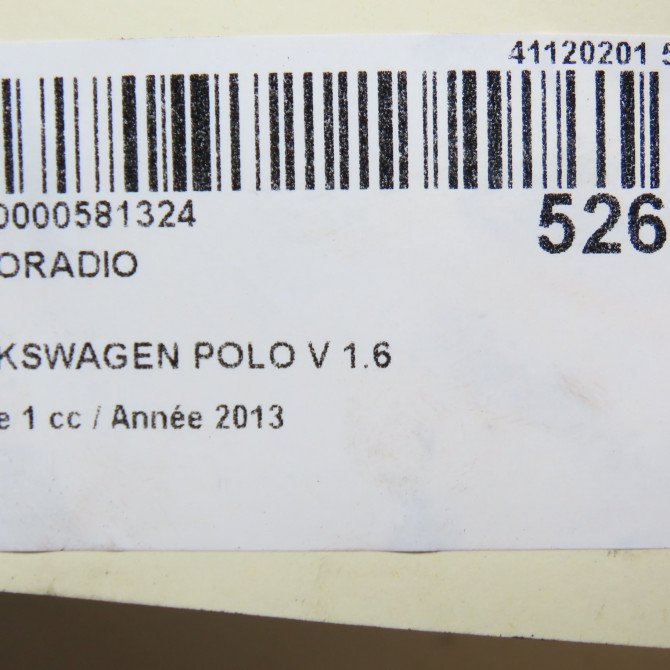 41120201 5
0000581324
526
ORADIO
KSWAGEN POLO V 1.6
e 1 cc / Année 2013